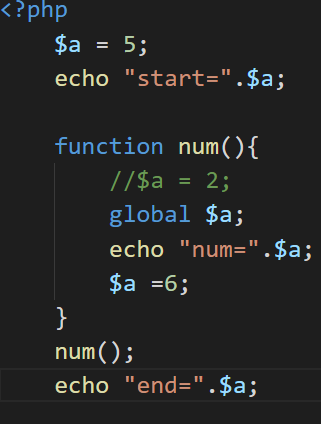 <?php
$a = 5;
echo "start=".$a;
function num(){
//$a = 2;
global $a;
echo "num=".$a;
$a =6;
}
num();
echo "end=".$a;